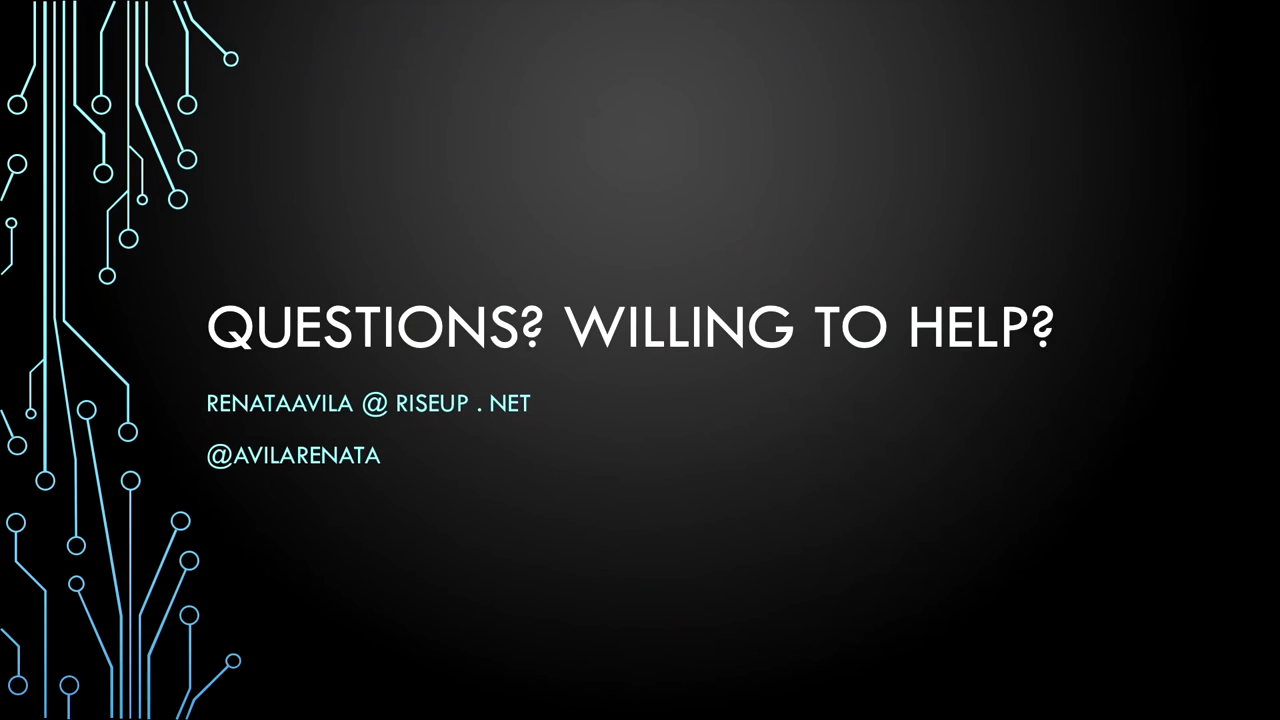 QUESTIONS? WILLING TO HELP?
RENATAAVILA @ RISEUP . NET
@AVILARENATA